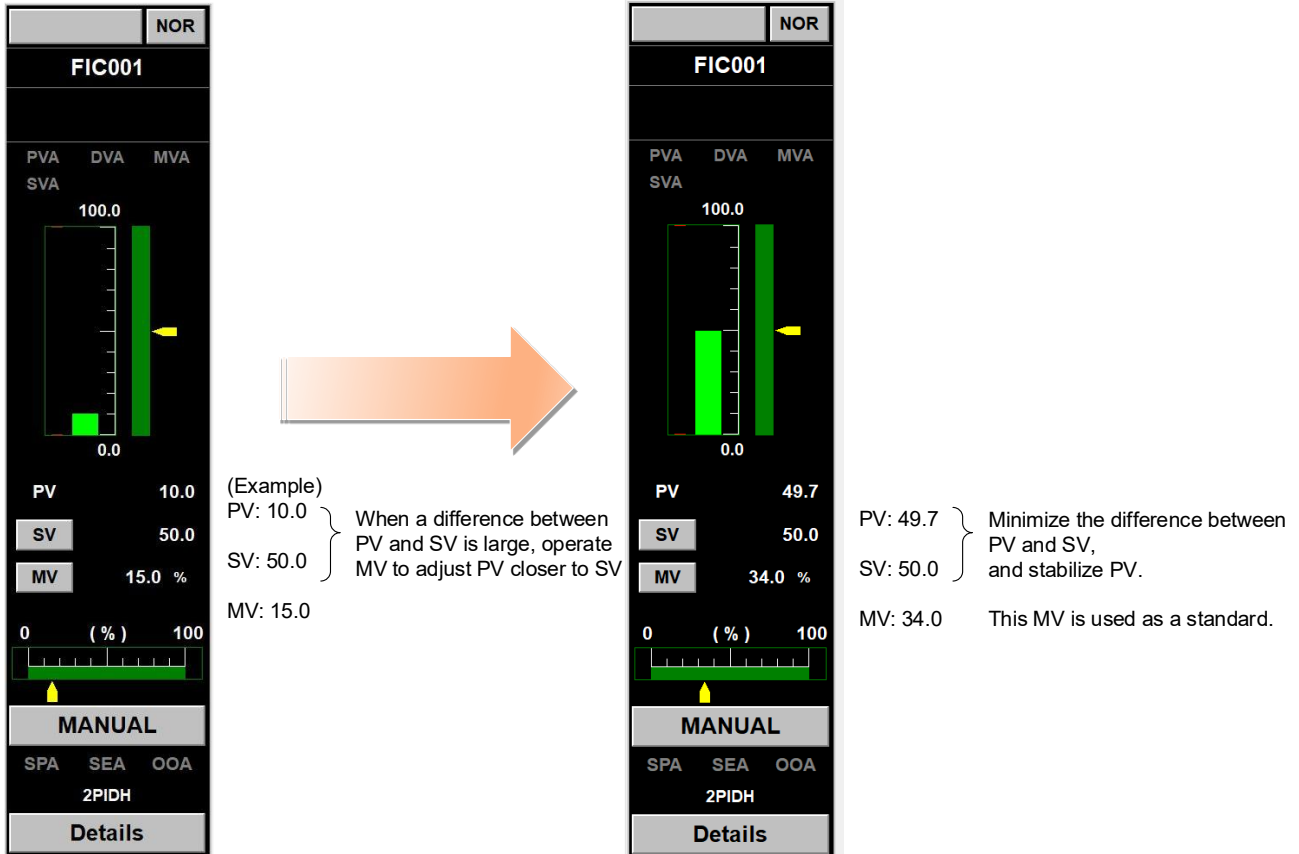 NOR
FIC001
PVA DVA MVA
SVA
100.0
0.0
PV 10.0
SV 50.0
MV 15.0 %
0 ( % ) 100
MANUAL
SPA SEA OOA
2PIDH
Details
(Example)
PV: 10.0
SV: 50.0
MV: 15.0
When a difference between
PV and SV is large, operate
MV to adjust PV closer to SV
NOR
FIC001
PVA DVA MVA
SVA
100.0
0.0
PV 49.7
SV 50.0
MV 34.0 %
0 ( % ) 100
MANUAL
SPA SEA OOA
2PIDH
Details
PV: 49.7
SV: 50.0
Minimize the difference between
PV and SV,
and stabilize PV.
MV: 34.0 This MV is used as a standard.